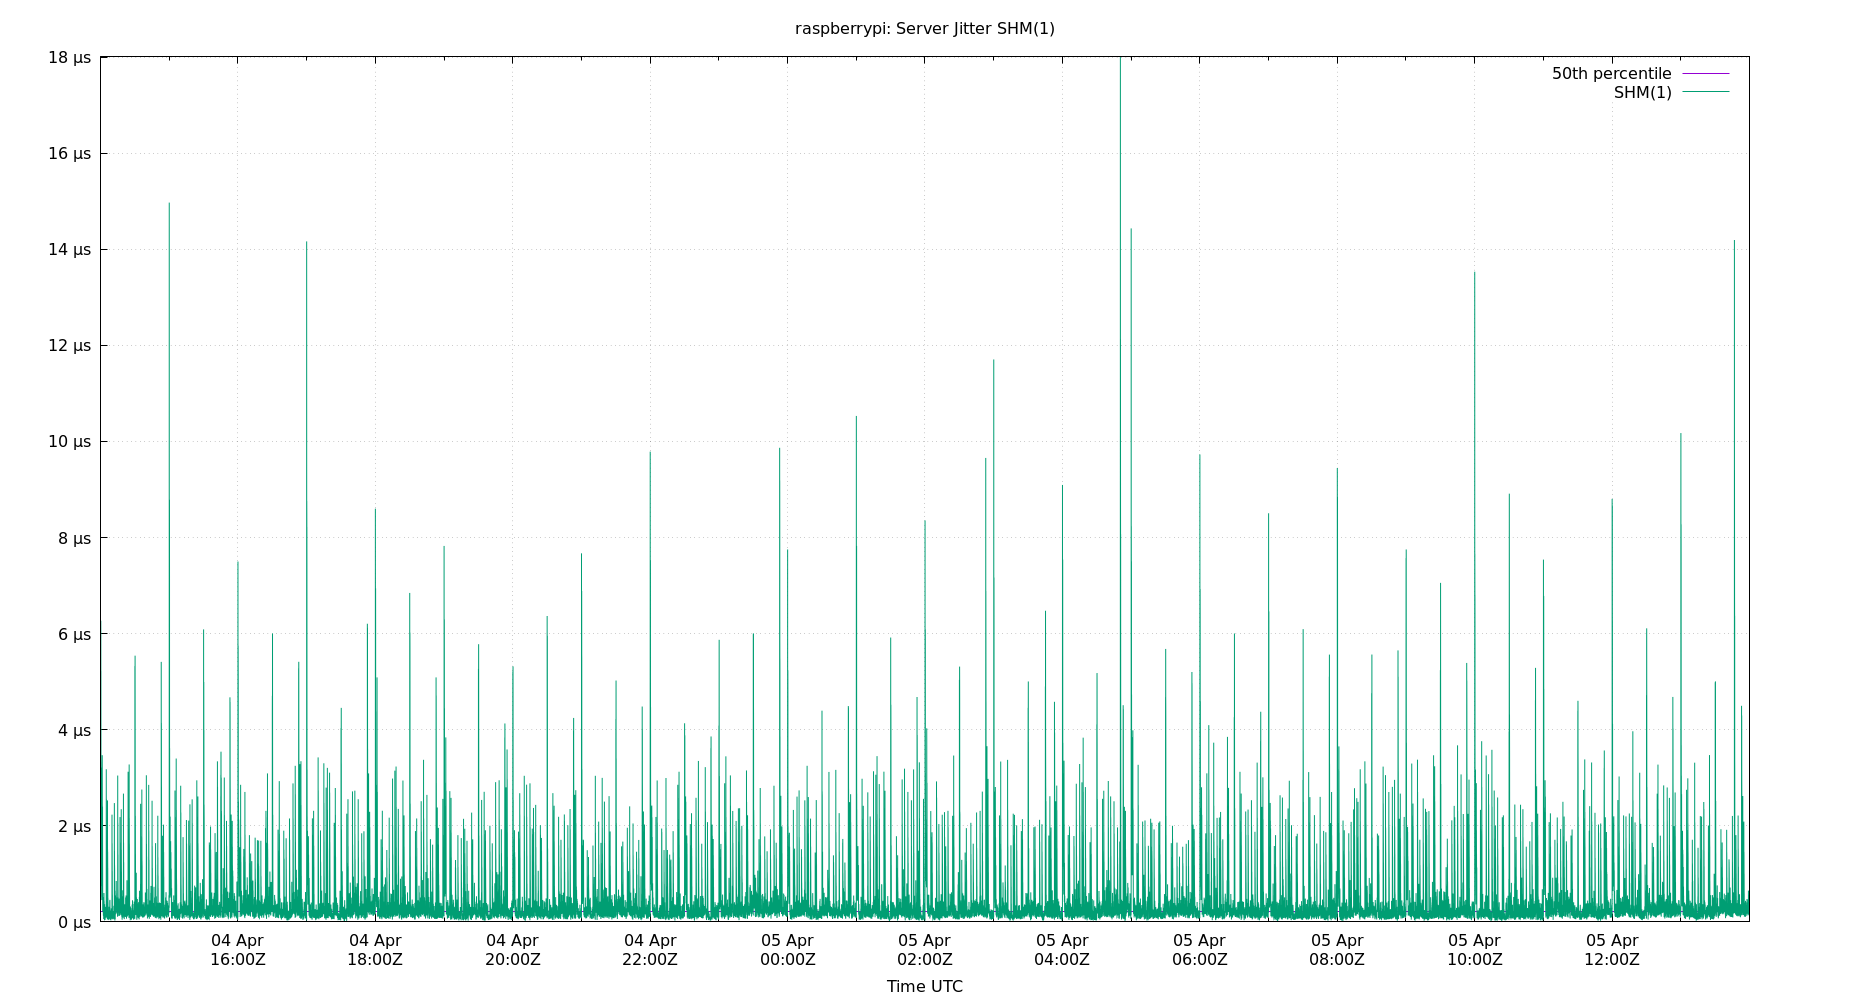 raspberrypi: Server Jitter SHM(1)
18 µs
16 µs
14 µs
12 µs
10 µs
8 µs
6 µs
4 µs
2 µs
0 µs
50th percentile
SHM(1)
04 Apr 04 Apr 04 Apr 04 Apr 05 Apr 05 Apr 05 Apr 05 Apr 05 Apr 05 Apr 05 Apr
16:00Z 18:00Z 20:00Z 22:00Z 00:00Z 02:00Z 04:00Z 06:00Z 08:00Z 10:00Z 12:00Z
Time UTC